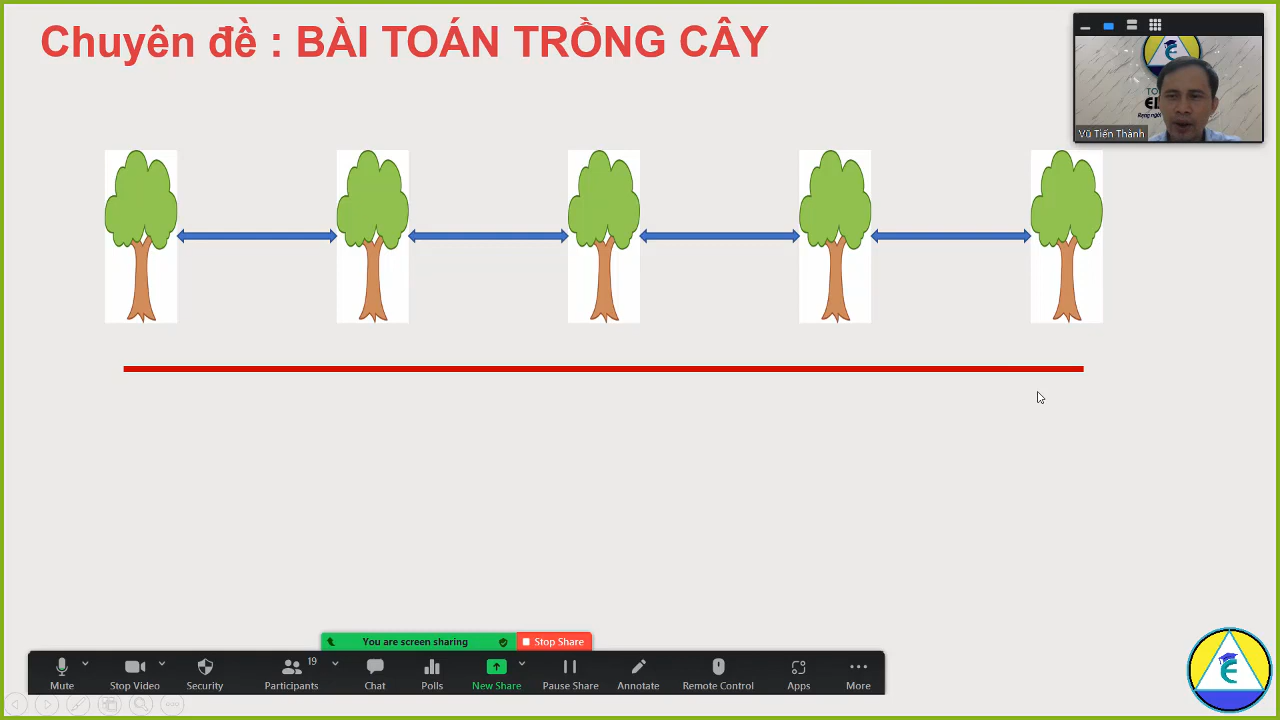 Chuyên đề : BÀI TOÁN TRỒNG CÂY
Vũ Tiến Thành
You are screen sharing
Stop Share
Mute
Stop Video
Security
19
Participants
Chat
Polls
New Share
Pause Share
Annotate
Remote Control
Apps
More